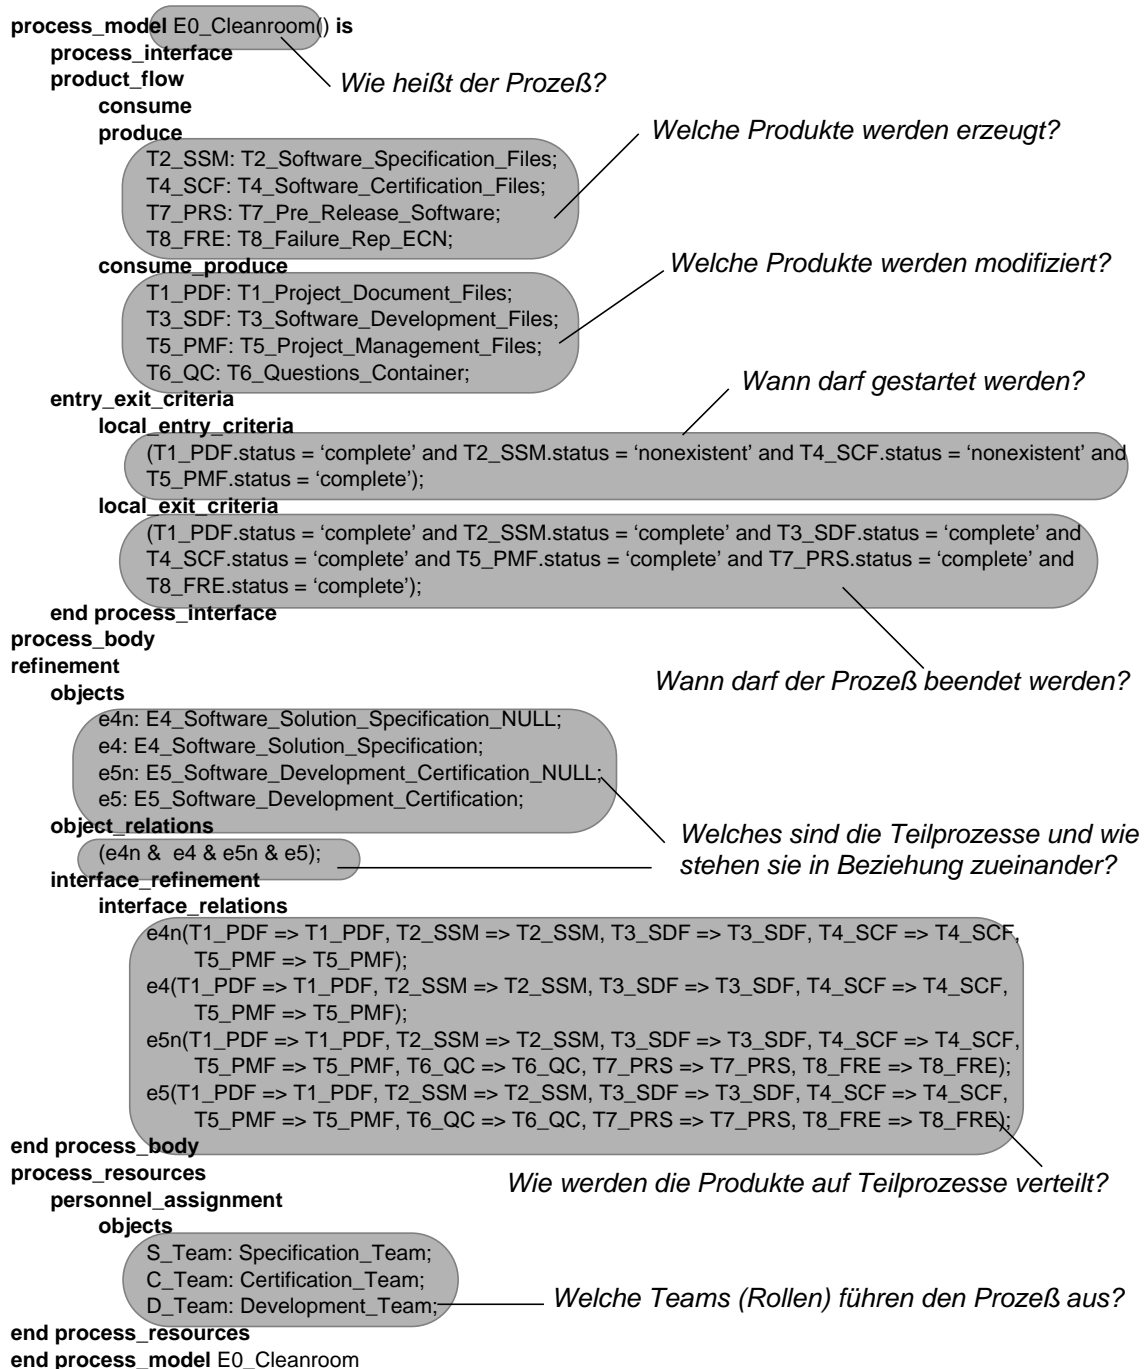 process_model E0_Cleanroom() is
process_interface
product_flow
Wie heißt der Prozeß?
consume
produce
Welche Produkte werden erzeugt?
T2_SSM: T2_Software_Specification_Files;
T4_SCF: T4_Software_Certification_Files;
T7_PRS: T7_Pre_Release_Software;
T8_FRE: T8_Failure_Rep_ECN;
consume_produce
Welche Produkte werden modifiziert?
T1_PDF: T1_Project_Document_Files;
T3_SDF: T3_Software_Development_Files;
T5_PMF: T5_Project_Management_Files;
T6_QC: T6_Questions_Container;
Wann darf gestartet werden?
entry_exit_criteria
local_entry_criteria
(T1_PDF.status = ‘complete’ and T2_SSM.status = ‘nonexistent’ and T4_SCF.status = ‘nonexistent’ and
T5_PMF.status = ‘complete’);
local_exit_criteria
(T1_PDF.status = ‘complete’ and T2_SSM.status = ‘complete’ and T3_SDF.status = ‘complete’ and
T4_SCF.status = ‘complete’ and T5_PMF.status = ‘complete’ and T7_PRS.status = ‘complete’ and
T8_FRE.status = ‘complete’);
end process_interface
process_body
refinement
Wann darf der Prozeß beendet werden?
objects
e4n: E4_Software_Solution_Specification_NULL;
e4: E4_Software_Solution_Specification;
e5n: E5_Software_Development_Certification_NULL;
e5: E5_Software_Development_Certification;
object_relations
Welches sind die Teilprozesse und wie
stehen sie in Beziehung zueinander?
(e4n & e4 & e5n & e5);
interface_refinement
interface_relations
e4n(T1_PDF => T1_PDF, T2_SSM => T2_SSM, T3_SDF => T3_SDF, T4_SCF => T4_SCF,
T5_PMF => T5_PMF);
e4(T1_PDF => T1_PDF, T2_SSM => T2_SSM, T3_SDF => T3_SDF, T4_SCF => T4_SCF,
T5_PMF => T5_PMF);
e5n(T1_PDF => T1_PDF, T2_SSM => T2_SSM, T3_SDF => T3_SDF, T4_SCF => T4_SCF,
T5_PMF => T5_PMF, T6_QC => T6_QC, T7_PRS => T7_PRS, T8_FRE => T8_FRE);
e5(T1_PDF => T1_PDF, T2_SSM => T2_SSM, T3_SDF => T3_SDF, T4_SCF => T4_SCF,
T5_PMF => T5_PMF, T6_QC => T6_QC, T7_PRS => T7_PRS, T8_FRE => T8_FRE);
end process_body
process_resources
Wie werden die Produkte auf Teilprozesse verteilt?
personnel_assignment
objects
S_Team: Specification_Team;
C_Team: Certification_Team;
D_Team: Development_Team;
Welche Teams (Rollen) führen den Prozeß aus?
end process_resources
end process_model E0_Cleanroom